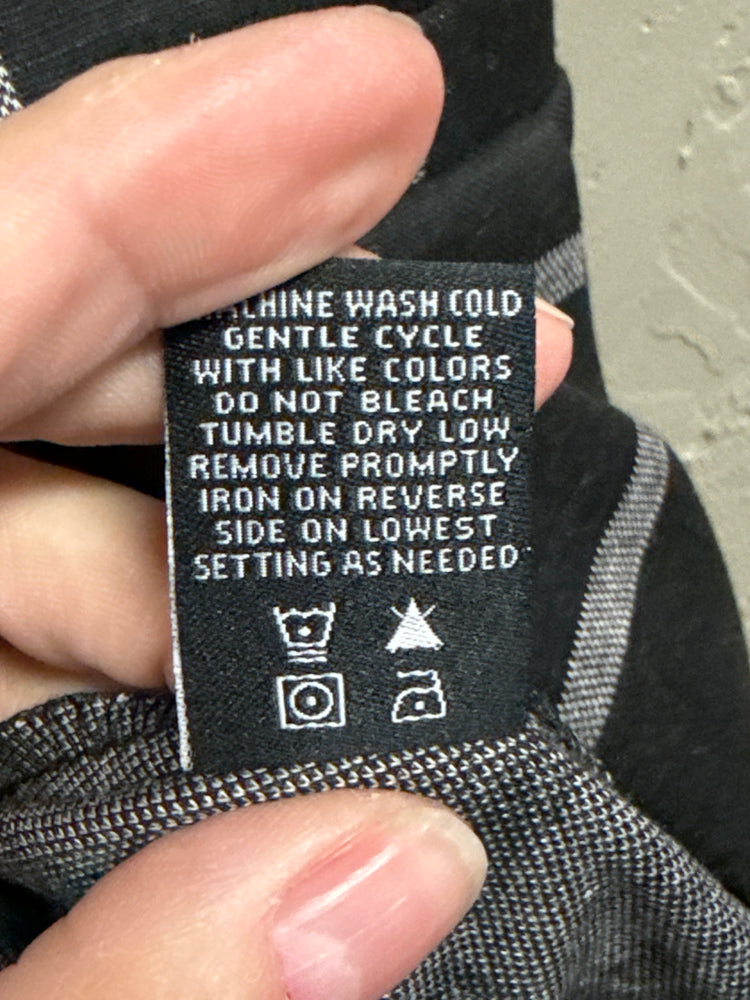 MACHINE WASH COLD
GENTLE CYCLE
WITH LIKE COLORS
DO NOT BLEACH
TUMBLE DRY LOW
REMOVE PROMPTLY
IRON ON REVERSE
SIDE ON LOWEST
SETTING AS NEEDED